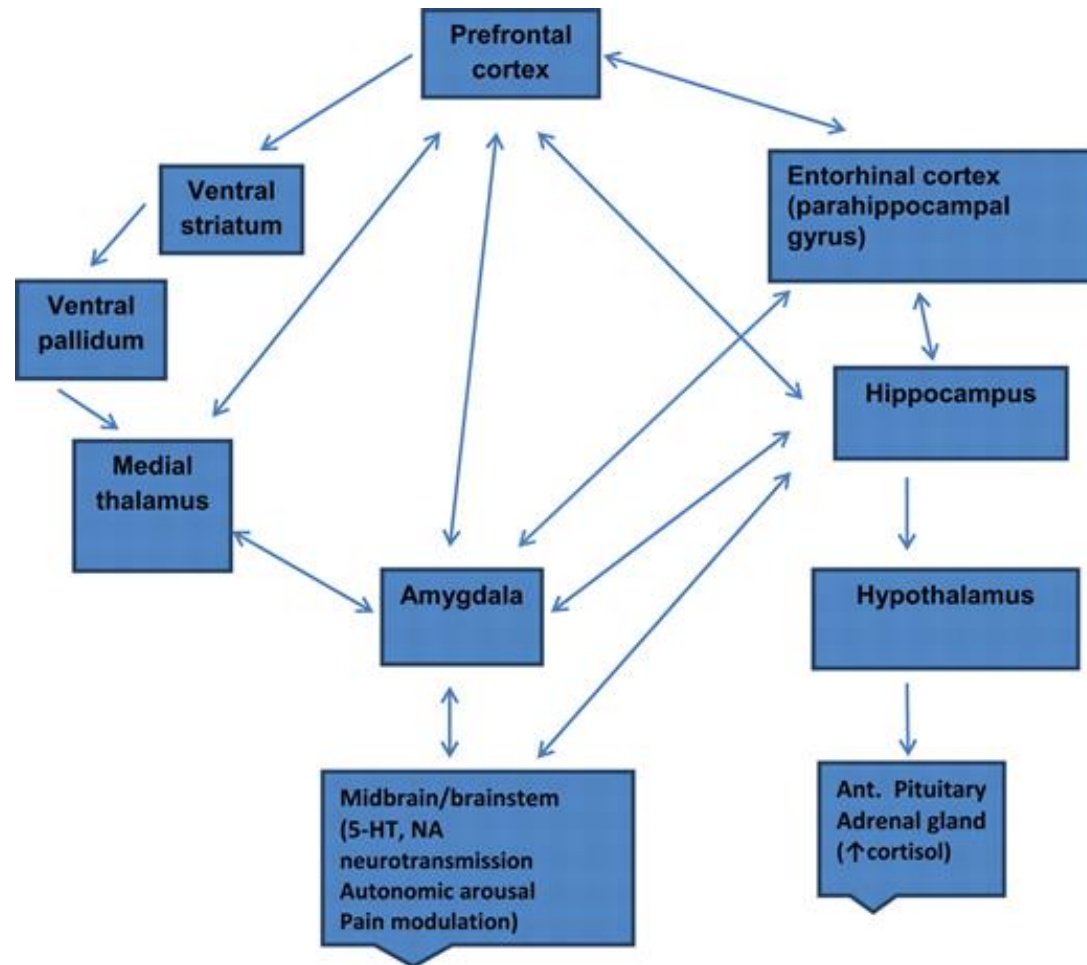 Prefrontal
cortex
Ventral
striatum
Entorhinal cortex
(parahippocampal
gyrus)
Ventral
pallidum
Hippocampus
Medial
thalamus
Amygdala
Hypothalamus
Midbrain/brainstem
(5-HT, NA
neurotransmission
Autonomic arousal
Pain modulation)
Ant. Pituitary
Adrenal gland
(↑cortisol)